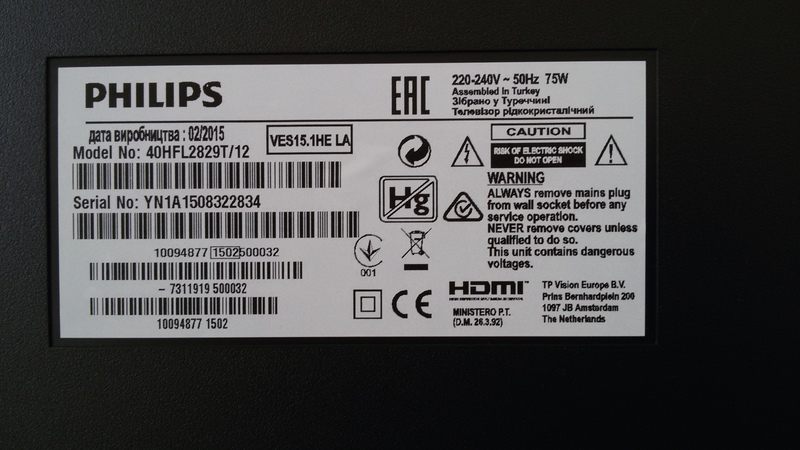 PHILIPS
EAC
220-240V ~ 50Hz 75W
Assembled in Turkey
Зібрано у Туреччині
Телевізор рідкокристалічний
дата виробництва : 02/2015
VES15.1HE LA
Model No: 40HFL2829T/12
Serial No: YN1A1508322834
10094877 1502500032
- 7311919 500032
10094877 1502
Hg
001
CE
CAUTION
RISK OF ELECTRIC SHOCK
DO NOT OPEN
WARNING
ALWAYS remove mains plug
from wall socket before any
service operation.
NEVER remove covers unless
qualified to do so.
This unit contains dangerous
voltages.
HDMI
MINISTERO P.T.
(D.M. 26.3.92)
TP Vision Europe B.V.
Prins Bernhardplein 200
1097 JB Amsterdam
The Netherlands